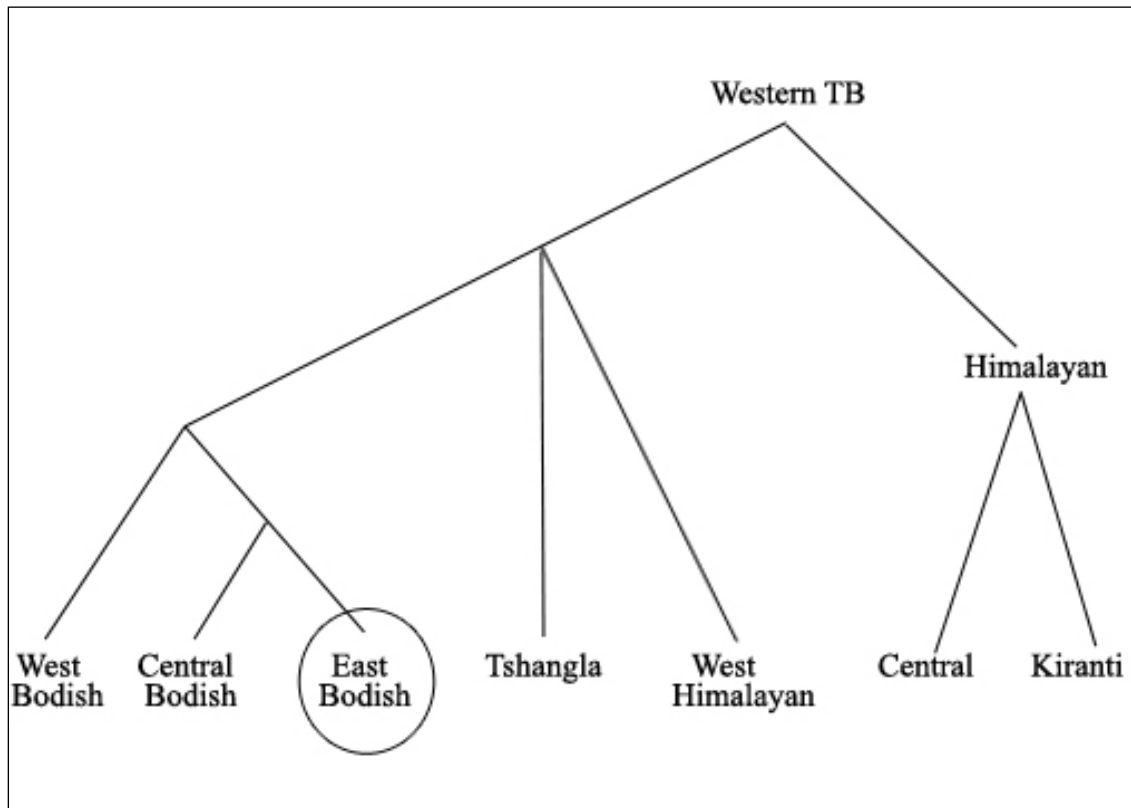 Western TB
Himalayan
West
Bodish
Central
Bodish
East
Bodish
Tshangla
West
Himalayan
Central
Kiranti